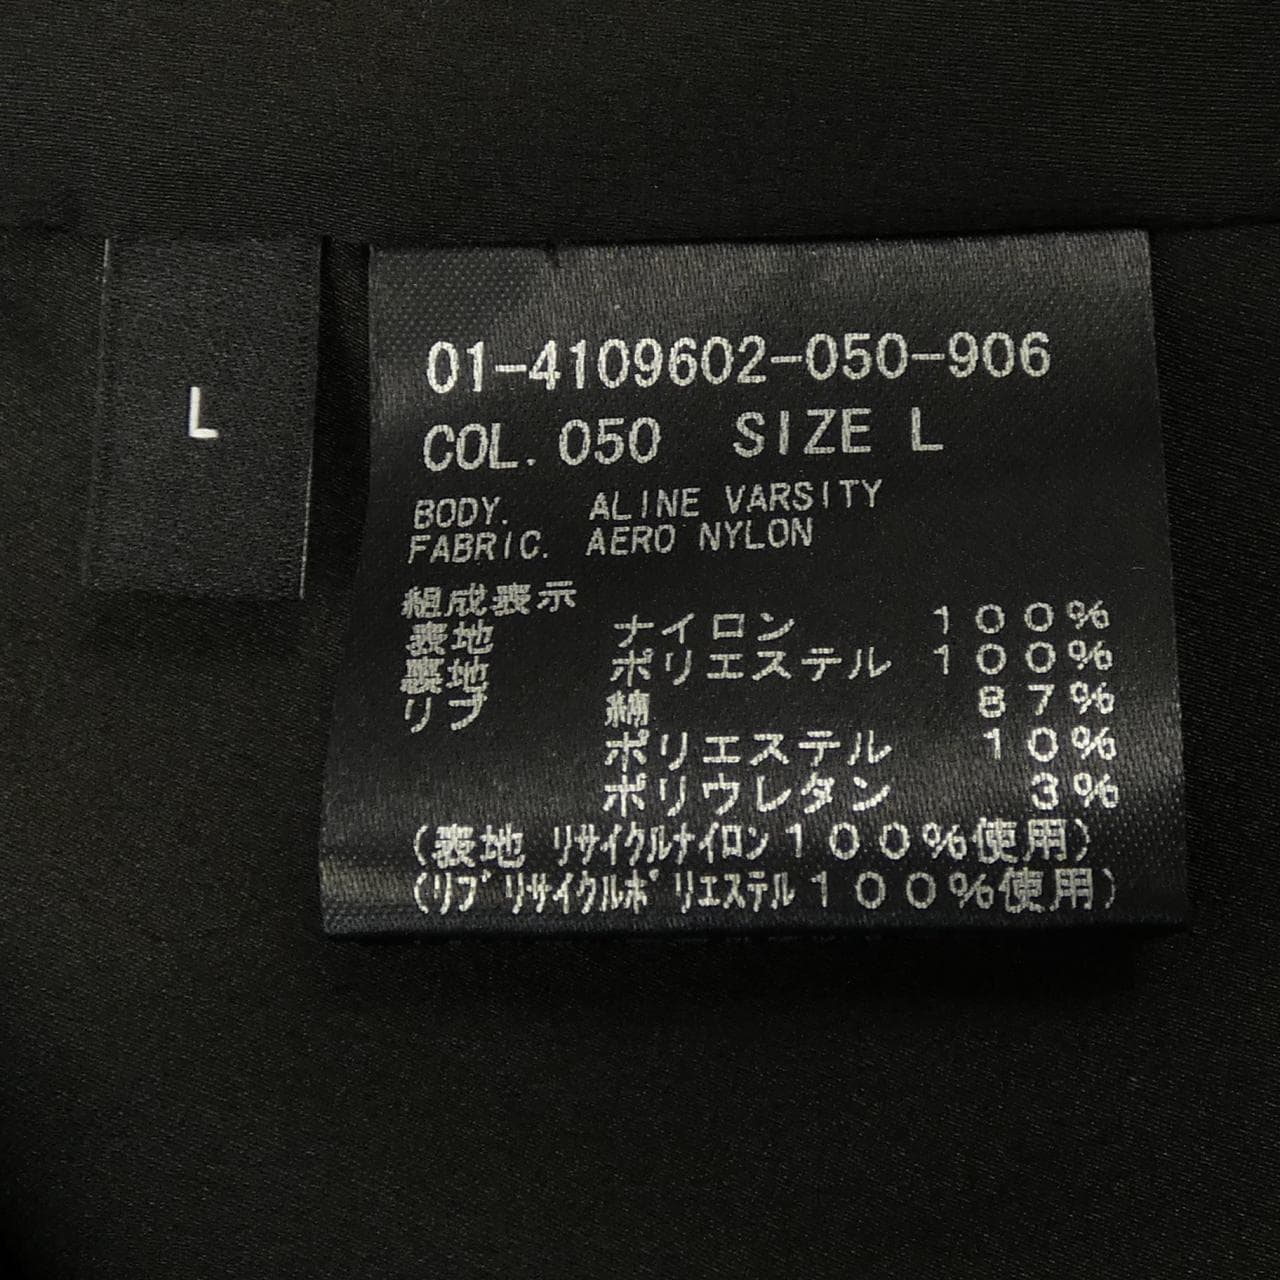 L
01-4109602-050-906
COL. 050 SIZE L
BODY. ALINE VARSITY
FABRIC. AERO NYLON
組成表示
表地 ナイロン 100%
裏地 ポリエステル 100%
リブ 綿 87%
ポリエステル 10%
ポリウレタン 3%
(表地 リサイクルナイロン100%使用)
(リブ リサイクルポリエステル100%使用)